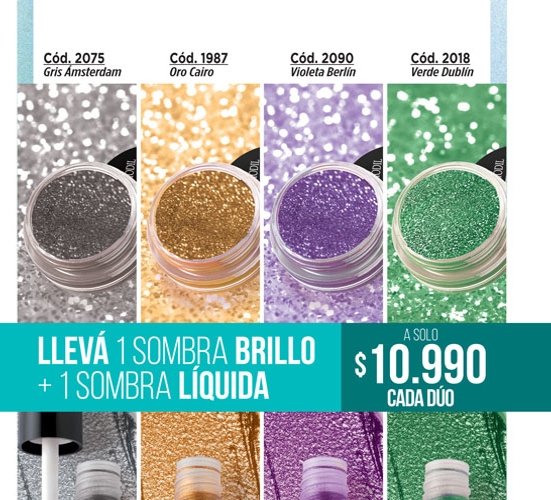 Cód. 2075
Gris Ámsterdam
Cód. 1987
Oro Cairo
Cód. 2090
Violeta Berlín
Cód. 2018
Verde Dublín
LLEVÁ 1 SOMBRA BRILLO
+ 1 SOMBRA LÍQUIDA
A SOLO
$10.990
CADA DÚO